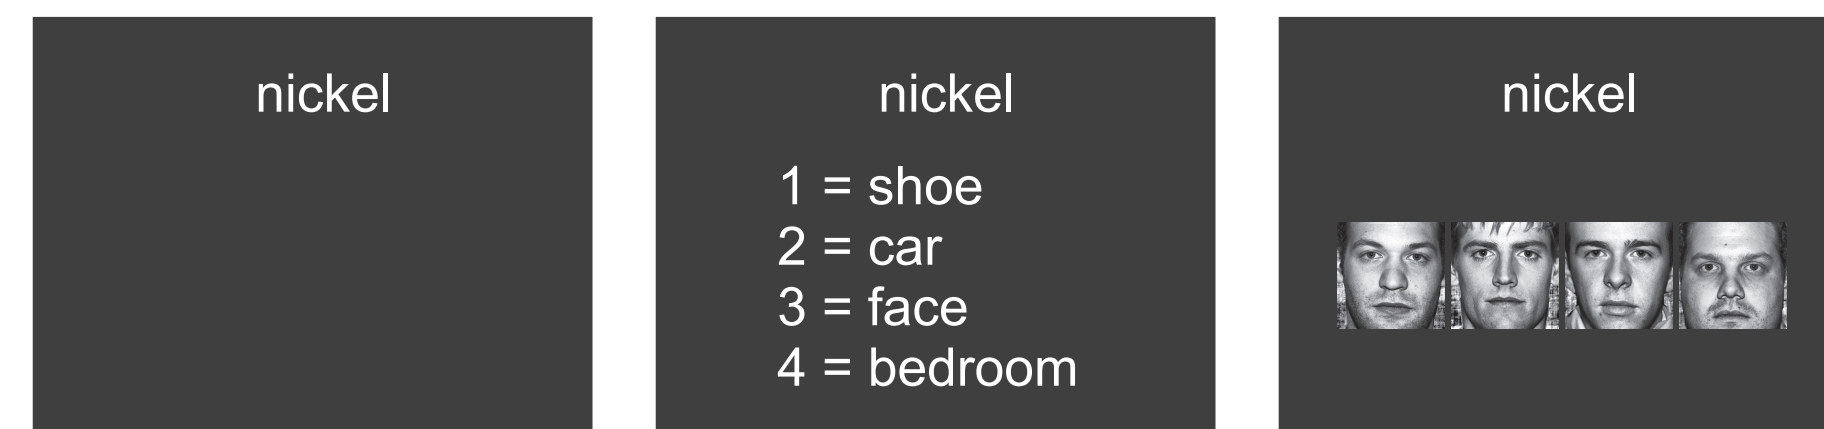 nickel
nickel
1 = shoe
2 = car
3 = face
4 = bedroom
nickel